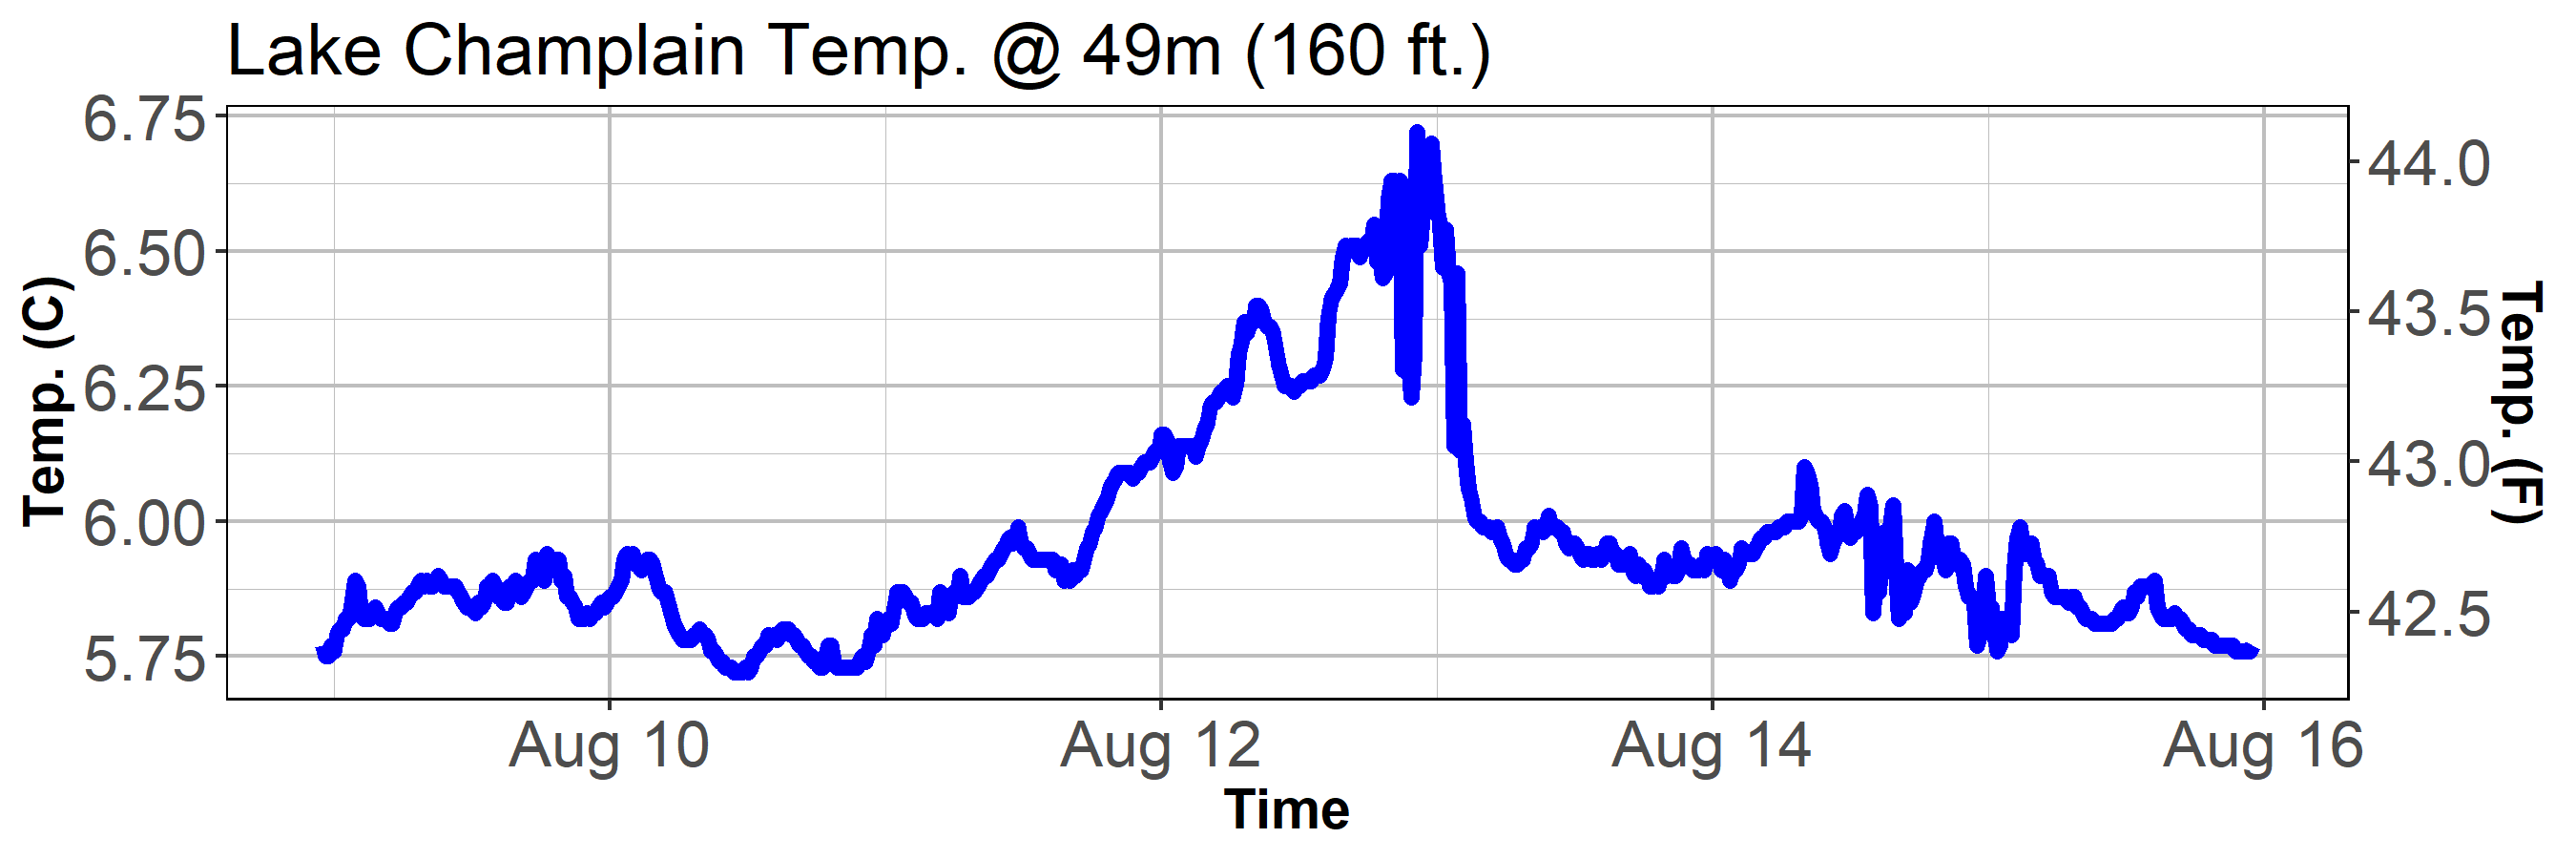 Lake Champlain Temp. @ 49m (160 ft.)
Temp. (C)
6.75
6.50
6.25
6.00
5.75
44.0
43.5
43.0
42.5
Temp. (F)
Aug 10 Aug 12 Aug 14 Aug 16
Time